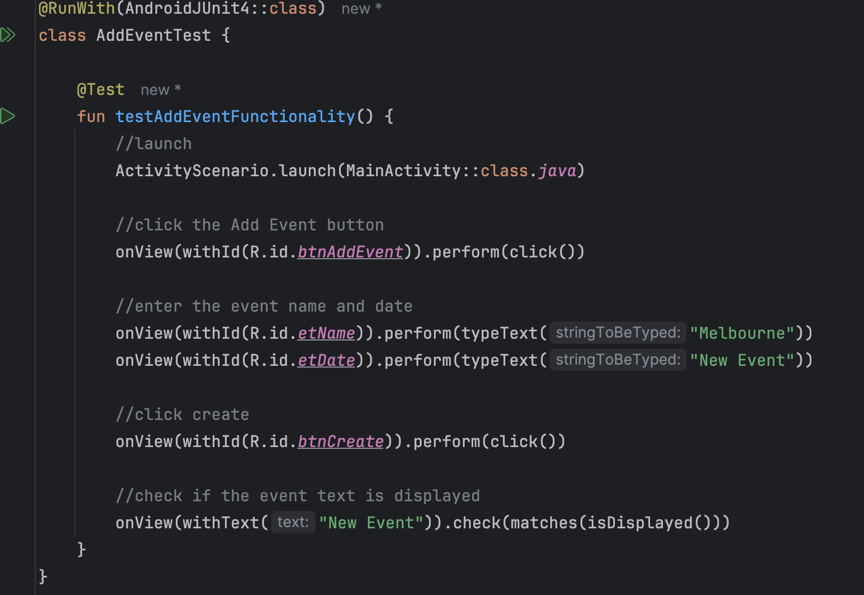 @RunWith(AndroidJUnit4::class) new *
class AddEventTest {
@Test new *
fun testAddEventFunctionality() {
//launch
ActivityScenario.launch(MainActivity::class.java)
//click the Add Event button
onView(withId(R.id.btnAddEvent)).perform(click())
//enter the event name and date
onView(withId(R.id.etName)).perform(typeText( stringToBeTyped: "Melbourne"))
onView(withId(R.id.etDate)).perform(typeText( stringToBeTyped: "New Event"))
//click create
onView(withId(R.id.btnCreate)).perform(click())
//check if the event text is displayed
onView(withText( text: "New Event")).check(matches(isDisplayed()))
}
}